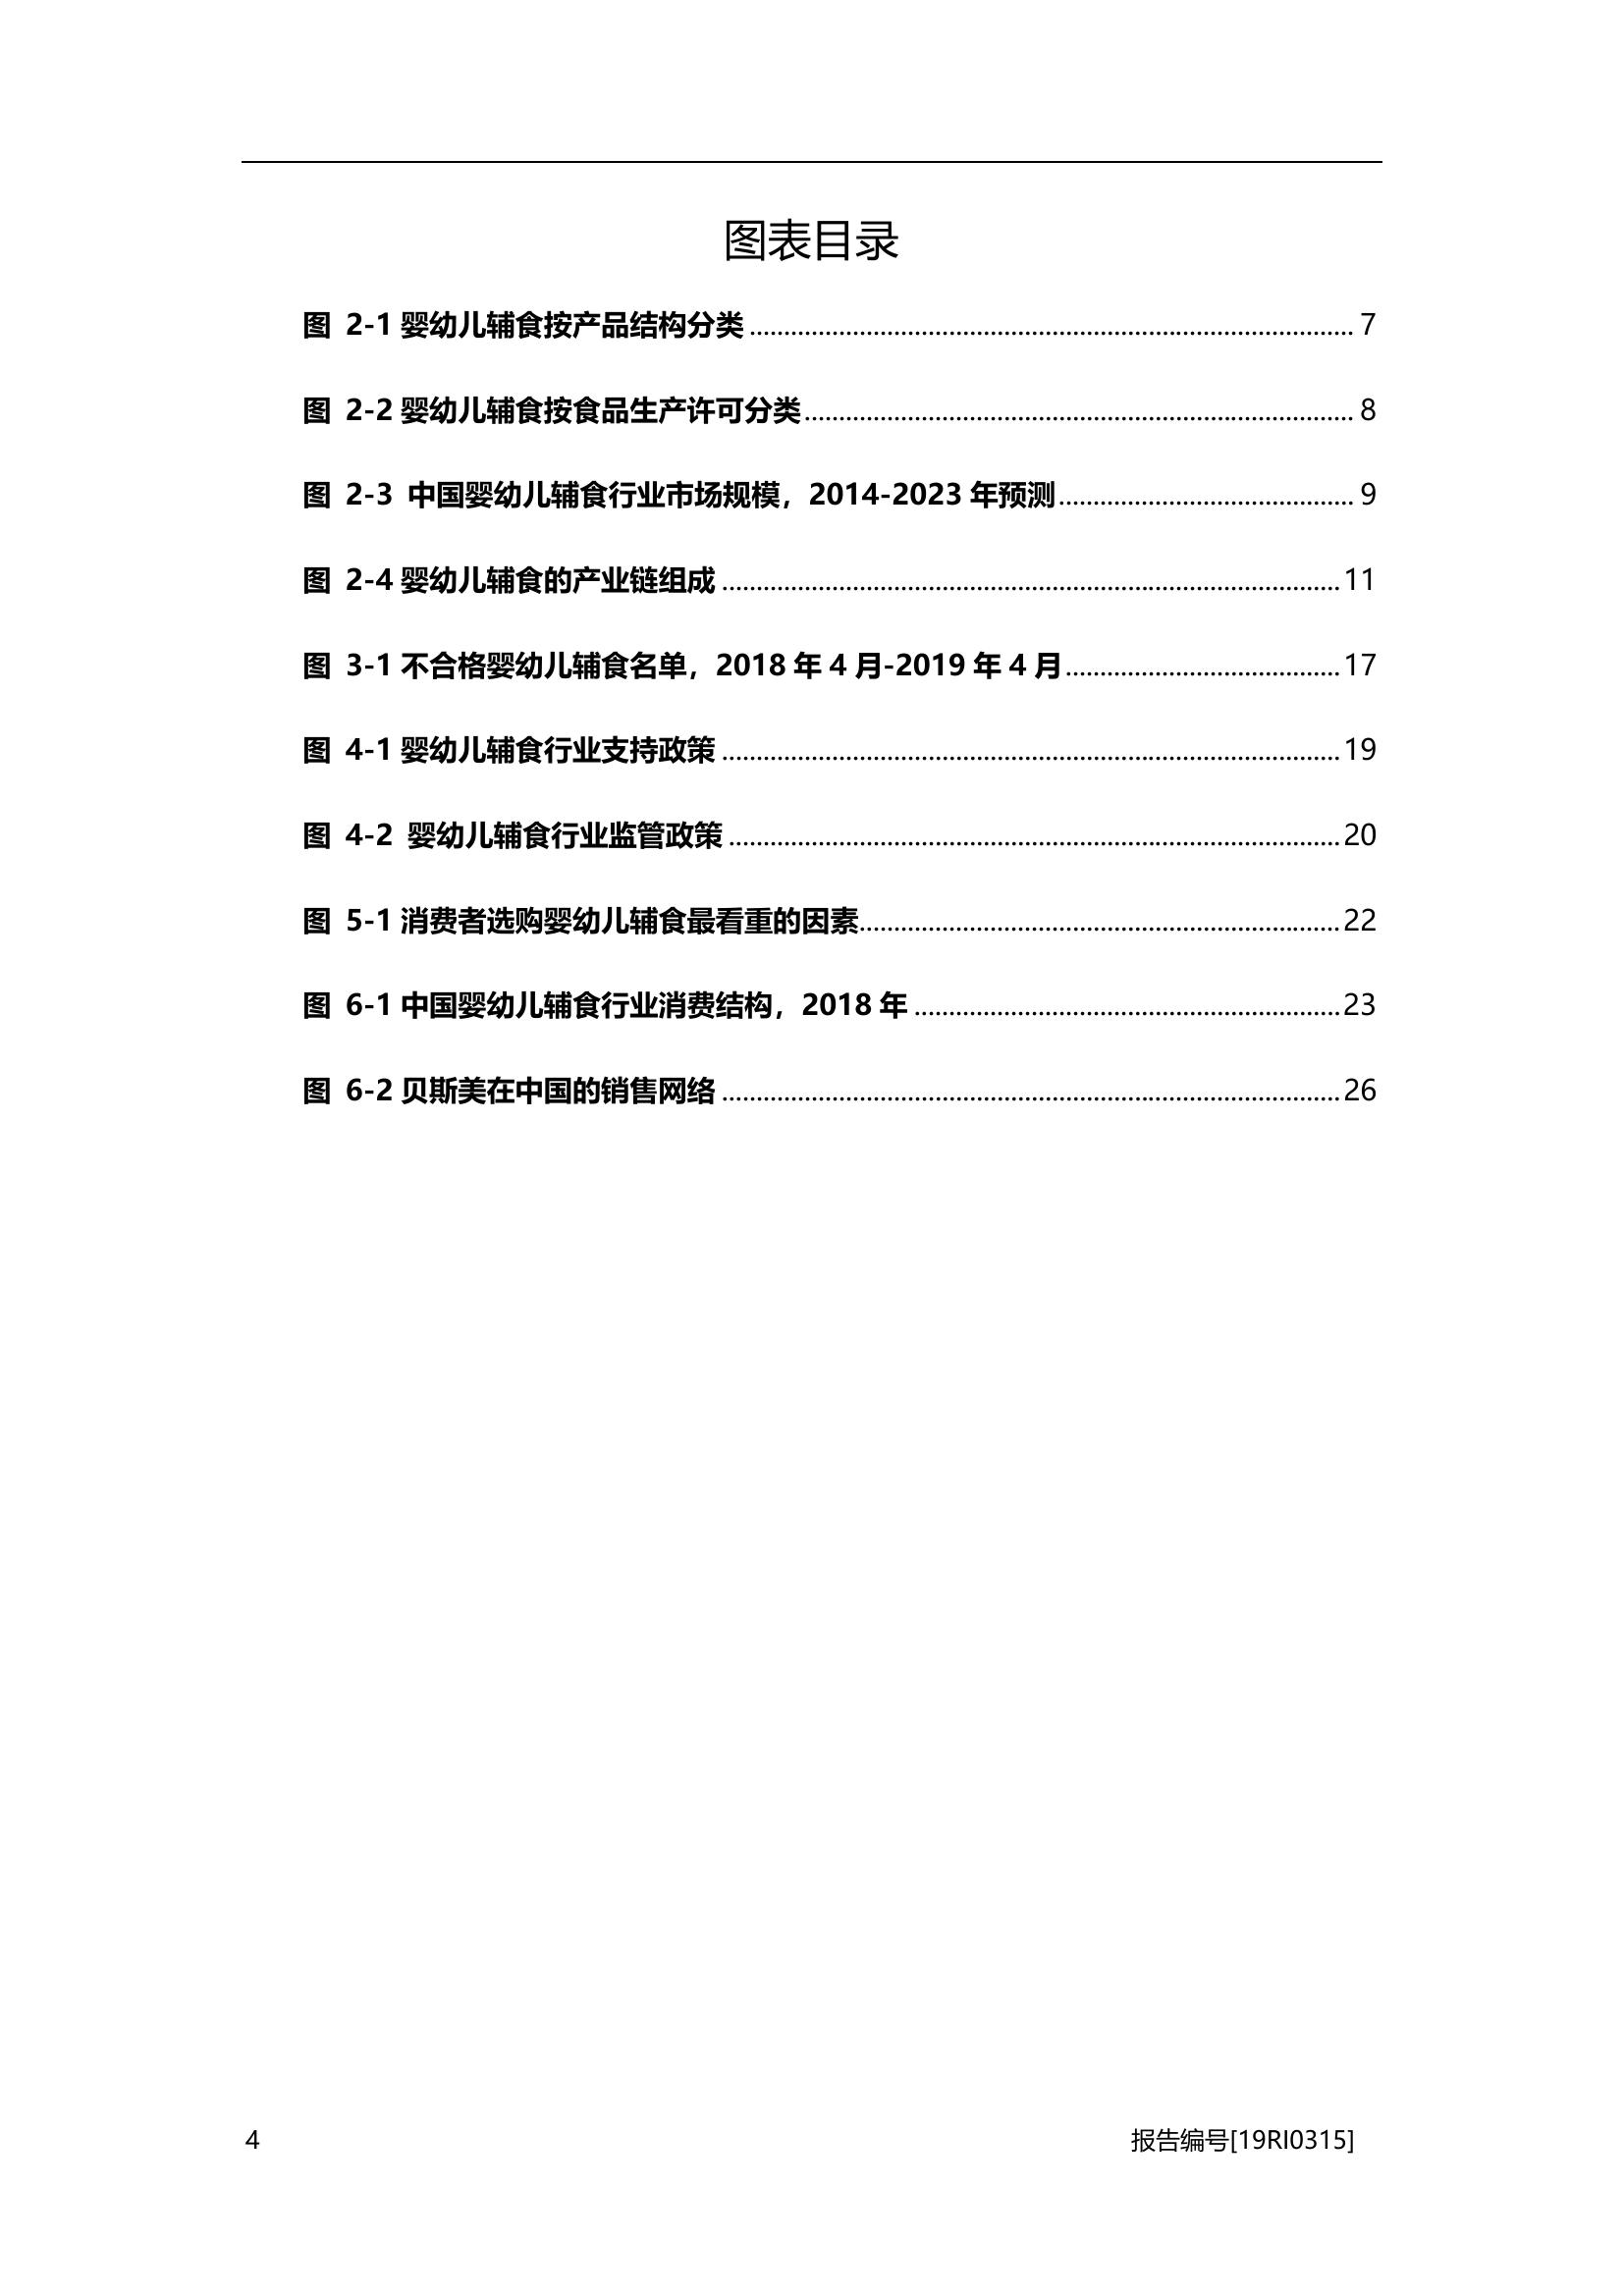 图表目录
图 2-1 婴幼儿辅食按产品结构分类 ........................................ 7
图 2-2 婴幼儿辅食按食品生产许可分类 ........................................ 8
图 2-3 中国婴幼儿辅食行业市场规模，2014-2023 年预测 ........................................ 9
图 2-4 婴幼儿辅食的产业链组成 ........................................ 11
图 3-1 不合格婴幼儿辅食名单，2018 年 4 月-2019 年 4 月 ........................................ 17
图 4-1 婴幼儿辅食行业支持政策 ........................................ 19
图 4-2 婴幼儿辅食行业监管政策 ........................................ 20
图 5-1 消费者选购婴幼儿辅食最看重的因素 ........................................ 22
图 6-1 中国婴幼儿辅食行业消费结构，2018 年 ........................................ 23
图 6-2 贝斯美在中国的销售网络 ........................................ 26
4 报告编号[19RI0315]